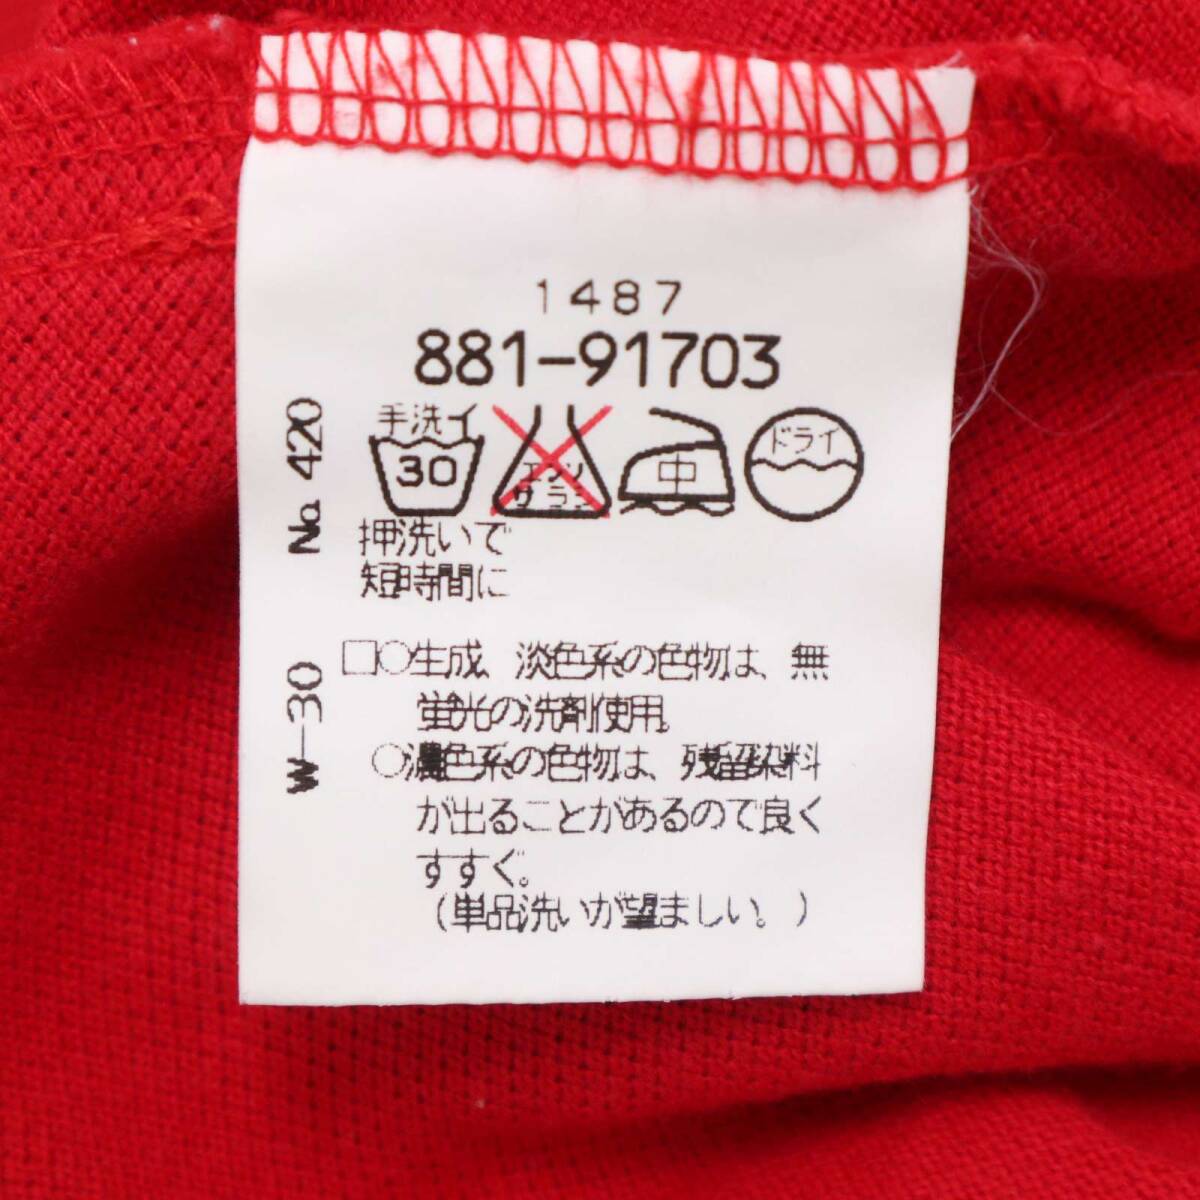 1487
881-91703
手洗イ
30
エンソ
サラシ
中
ドライ
押洗いで
短時間に
□○生成、淡色系の色物は、無
蛍光の洗剤使用。
○濃色系の色物は、残留染料
が出ることがあるので良く
すすぐ。
(単品洗いが望ましい。)
No. 420
W-30